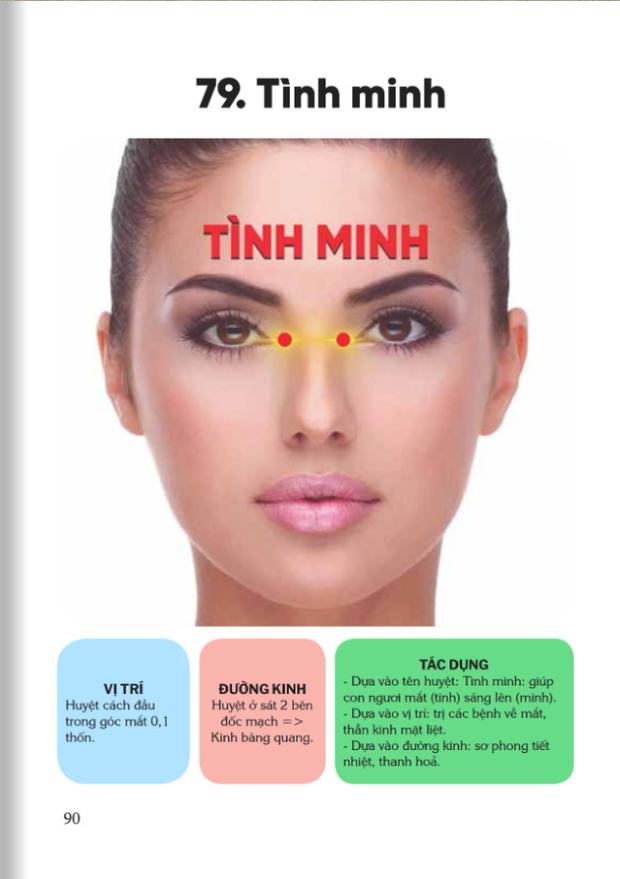 79. Tình minh
TÌNH MINH
VỊ TRÍ
Huyệt cách đầu
trong góc mắt 0,1
thốn.
ĐƯỜNG KINH
Huyệt ở sát 2 bên
đốc mạch =>
Kinh bàng quang.
TÁC DỤNG
- Dựa vào tên huyệt: Tình minh: giúp
con ngươi mắt (tình) sáng lên (minh).
- Dựa vào vị trí: trị các bệnh về mắt,
thần kinh mặt liệt.
- Dựa vào đường kinh: sơ phong tiết
nhiệt, thanh hoả.
90